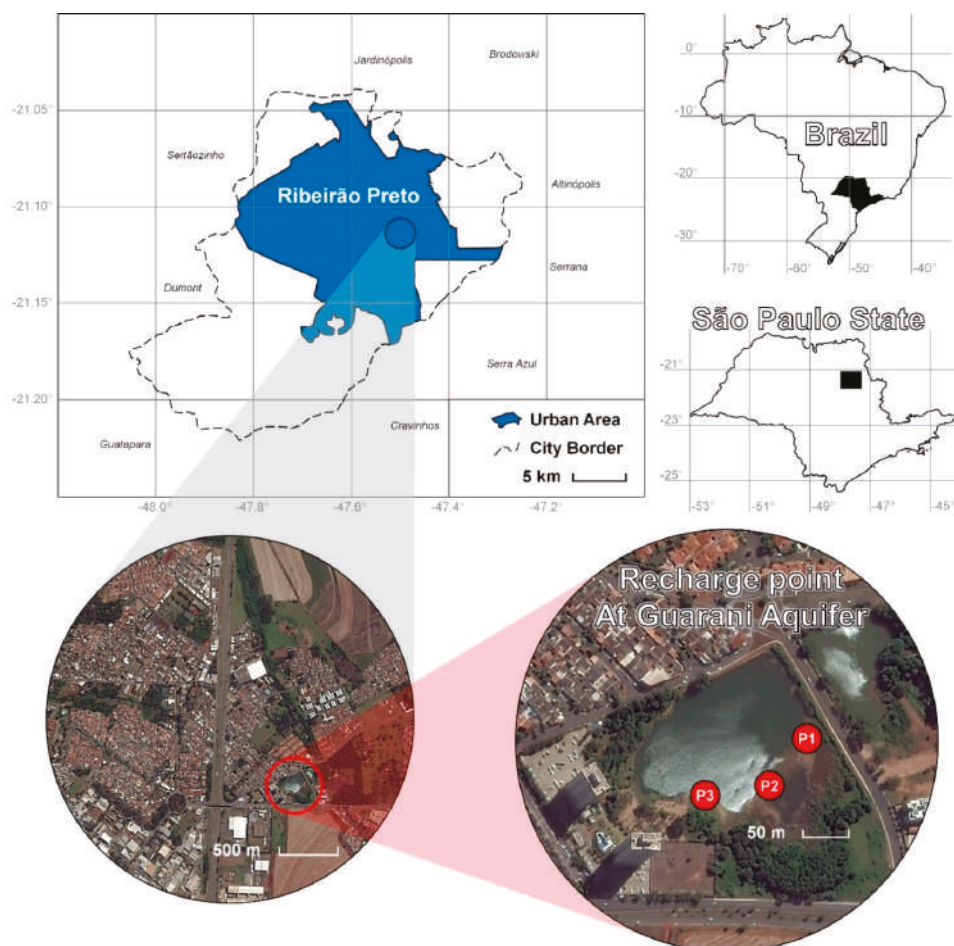 Jardinópolis
Brodowski
-21.05°
Sertãozinho
Ribeirão Preto
Altinópolis
-21.10°
Serrana
Dumont
-21.15°
Serra Azul
-21.20°
Guatapara
Cravinhos
Urban Area
City Border
5 km
-48.0°
-47.8°
-47.6°
-47.4°
-47.2°
0°
-10°
Brazil
-20°
-30°
-70°
-60°
-50°
-40°
São Paulo State
-21°
-23°
-25°
-53°
-51°
-49°
-47°
-45°
500 m
Recharge point
At Guarani Aquifer
P1
P2
P3
50 m